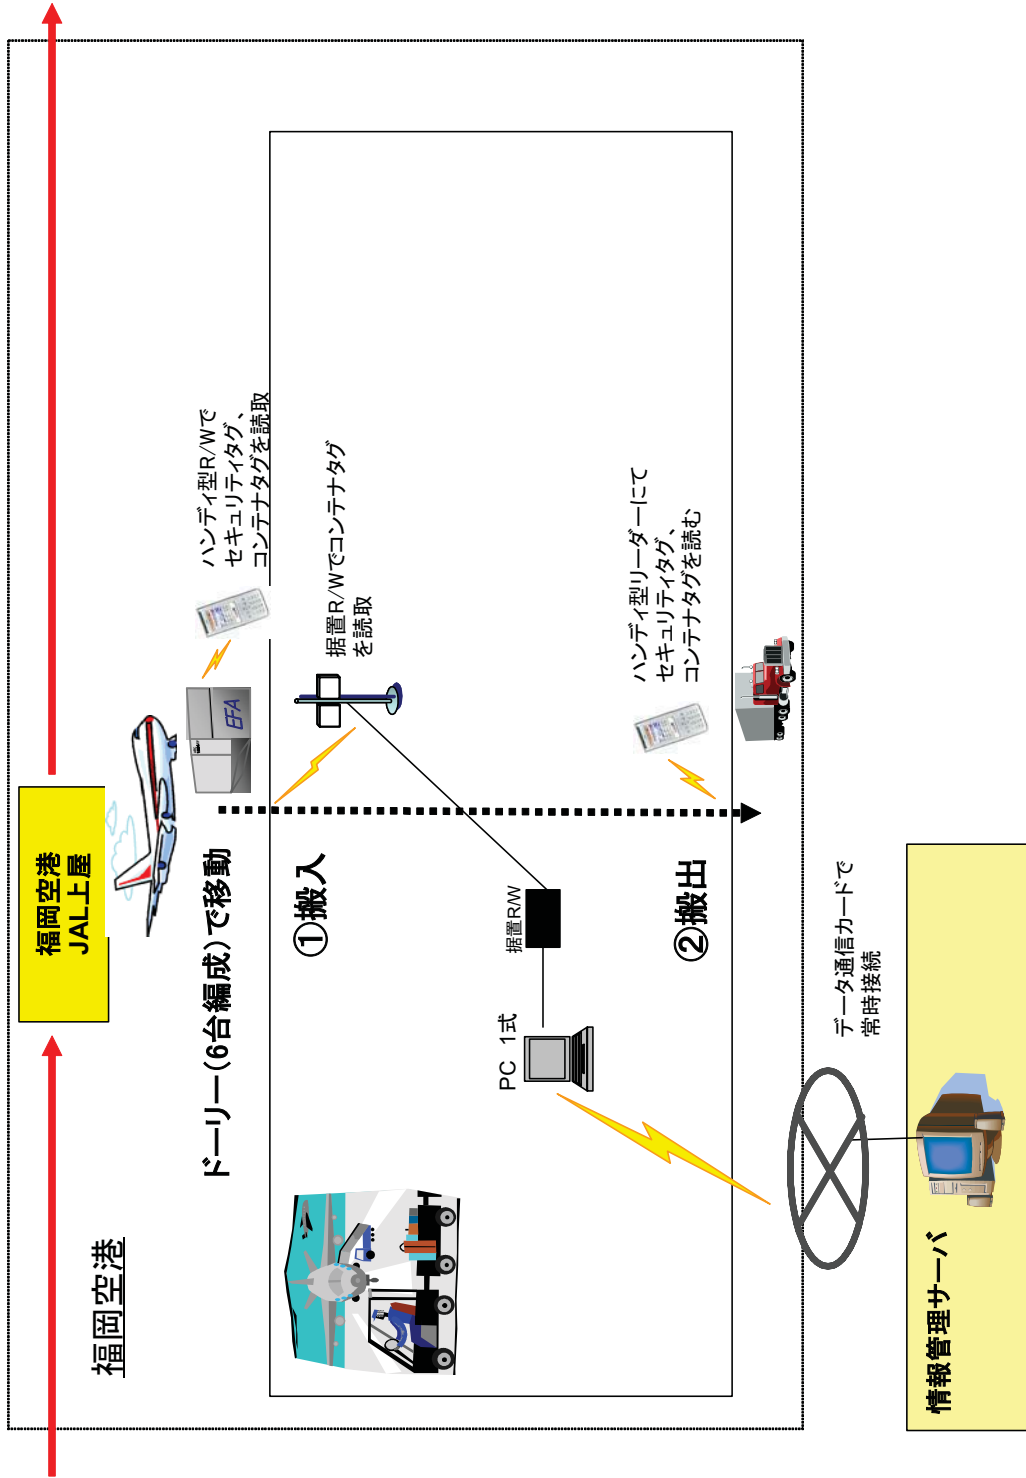 福岡空港
福岡空港
JAL上屋
ドーリー(6台編成)で移動
EFA
ハンディ型R/Wで
セキュリティタグ、
コンテナタグを読取
①搬入
据置R/Wでコンテナタグ
を読取
PC 1式
据置R/W
②搬出
ハンディ型リーダーにて
セキュリティタグ、
コンテナタグを読む
データ通信カードで
常時接続
情報管理サーバ